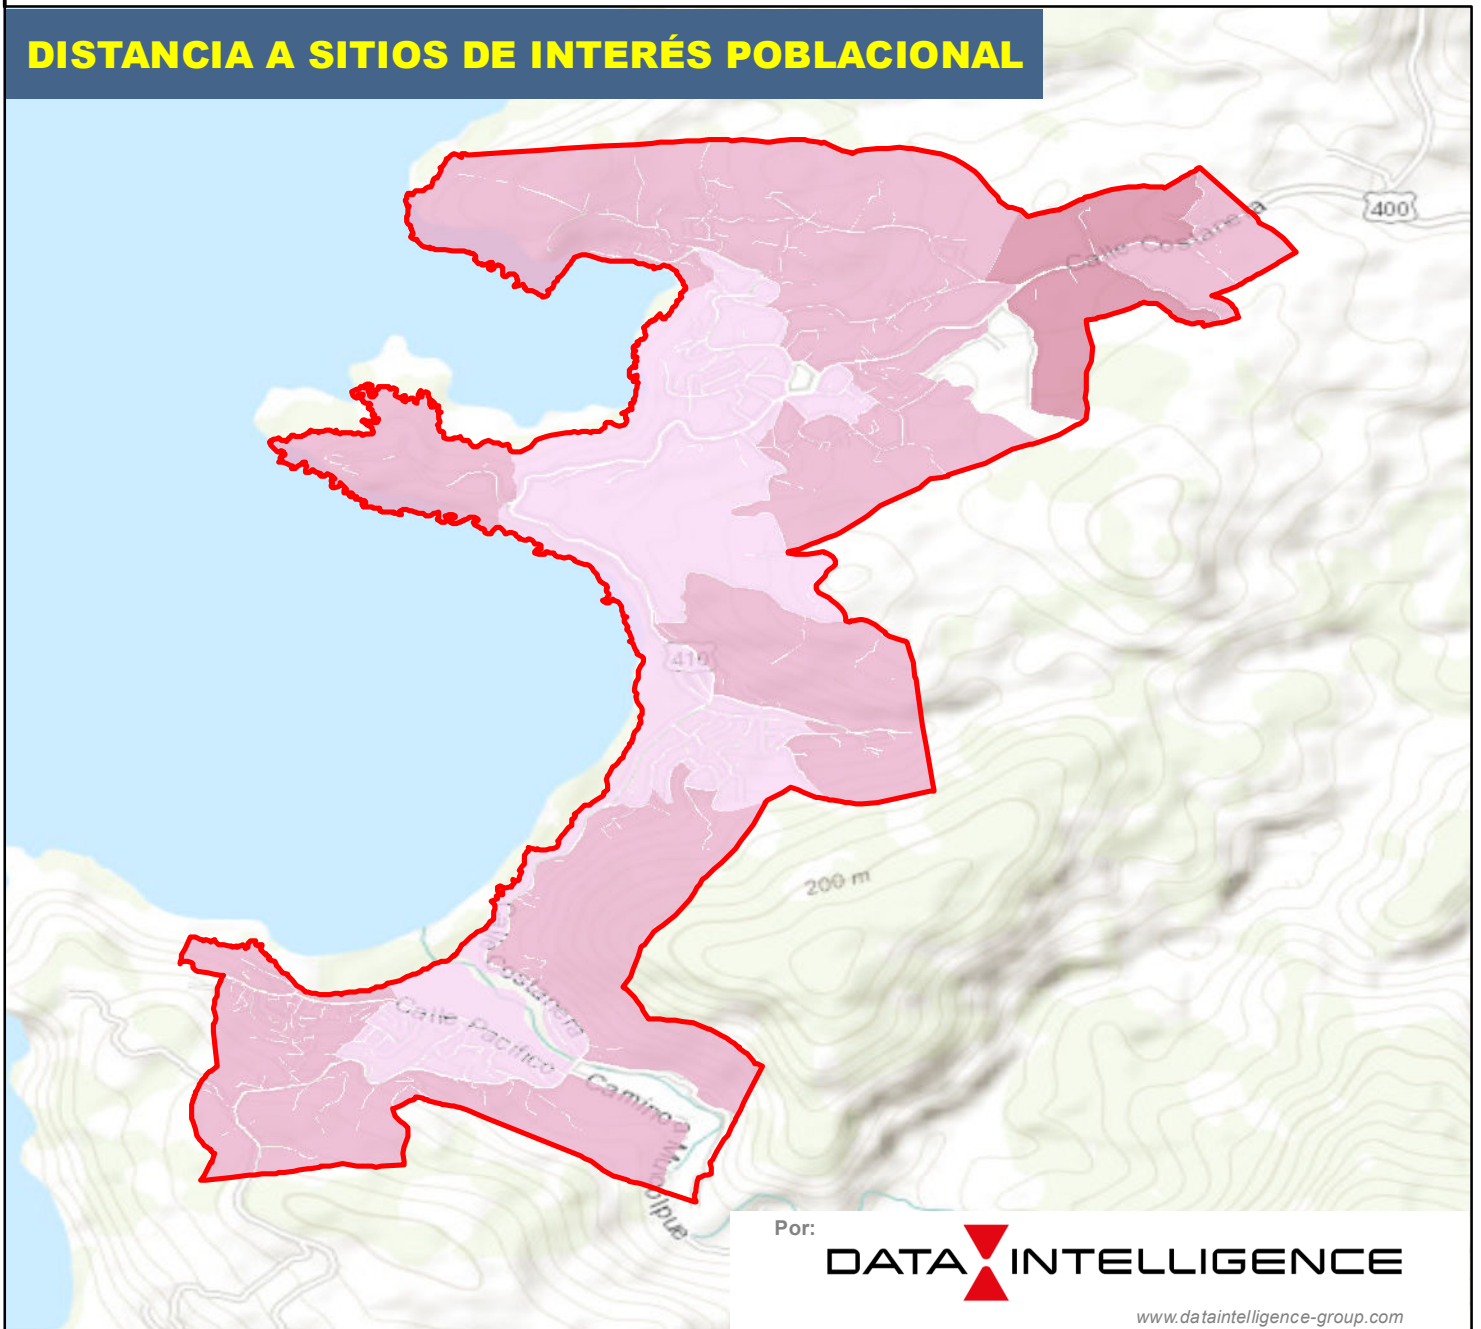 DISTANCIA A SITIOS DE INTERÉS POBLACIONAL
400
Calle Costanera
410
200 m
Costanera
Calle Pacífico
Camino a
Por:
DATA INTELLIGENCE
www.dataintelligence-group.com